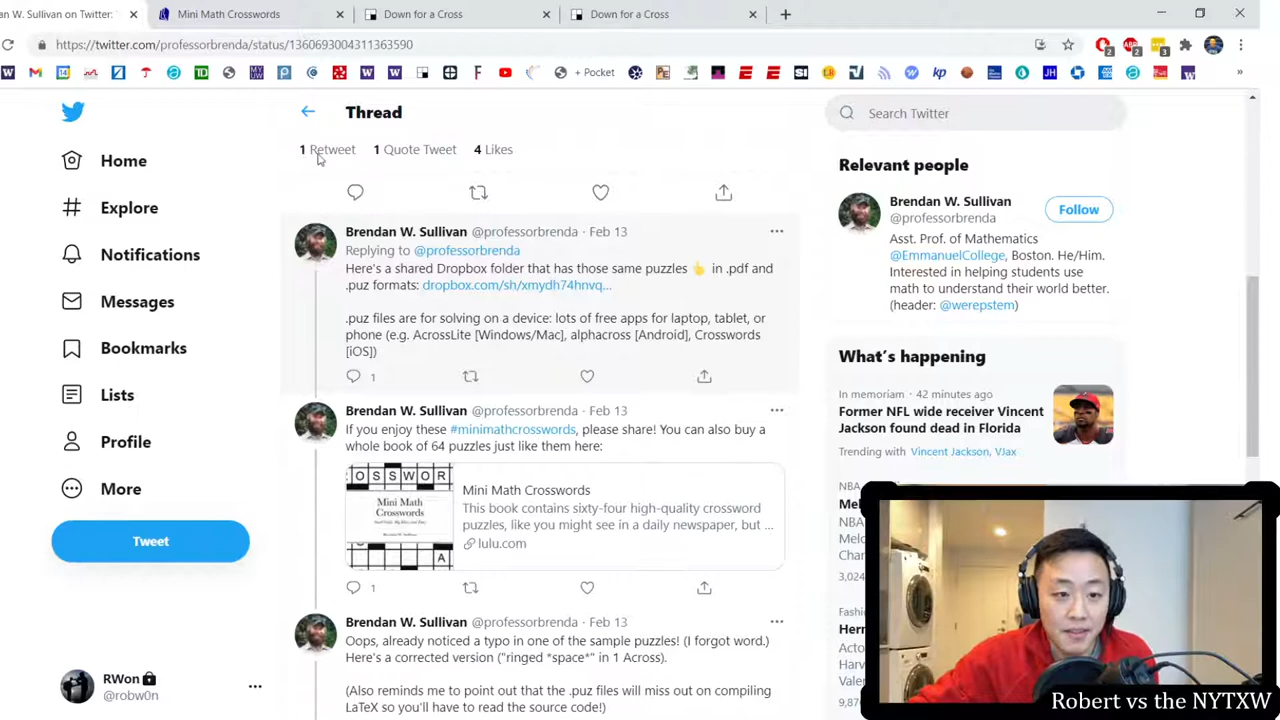 an W. Sullivan on Twitter:
Mini Math Crosswords
Down for a Cross
Down for a Cross
https://twitter.com/professorbrenda/status/1360693004311363590
+ Pocket
Home
Explore
Notifications
Messages
Bookmarks
Lists
Profile
More
Tweet
RWon
@robw0n
Thread
1 Retweet 1 Quote Tweet 4 Likes
Brendan W. Sullivan @professorbrenda · Feb 13
Replying to @professorbrenda
Here's a shared Dropbox folder that has those same puzzles 👆 in .pdf and
.puz formats: dropbox.com/sh/xmydh74hnvq...
.puz files are for solving on a device: lots of free apps for laptop, tablet, or
phone (e.g. AcrossLite [Windows/Mac], alphacross [Android], Crosswords
[iOS])
1
Brendan W. Sullivan @professorbrenda · Feb 13
If you enjoy these #minimathcrosswords, please share! You can also buy a
whole book of 64 puzzles just like them here:
OSSWOR
Mini Math
Crosswords
A
Mini Math Crosswords
This book contains sixty-four high-quality crossword
puzzles, like you might see in a daily newspaper, but ...
lulu.com
1
Brendan W. Sullivan @professorbrenda · Feb 13
Oops, already noticed a typo in one of the sample puzzles! (I forgot word.)
Here's a corrected version ("ringed *space*" in 1 Across).
(Also reminds me to point out that the .puz files will miss out on compiling
LaTeX so you'll have to read the source code!)
Search Twitter
Relevant people
Brendan W. Sullivan
@professorbrenda
Follow
Asst. Prof. of Mathematics
@EmmanuelCollege, Boston. He/Him.
Interested in helping students use
math to understand their world better.
(header: @werepstem)
What's happening
In memoriam · 42 minutes ago
Former NFL wide receiver Vincent
Jackson found dead in Florida
Trending with Vincent Jackson, VJax
NBA
NBA
3,024
Robert vs the NYTXW